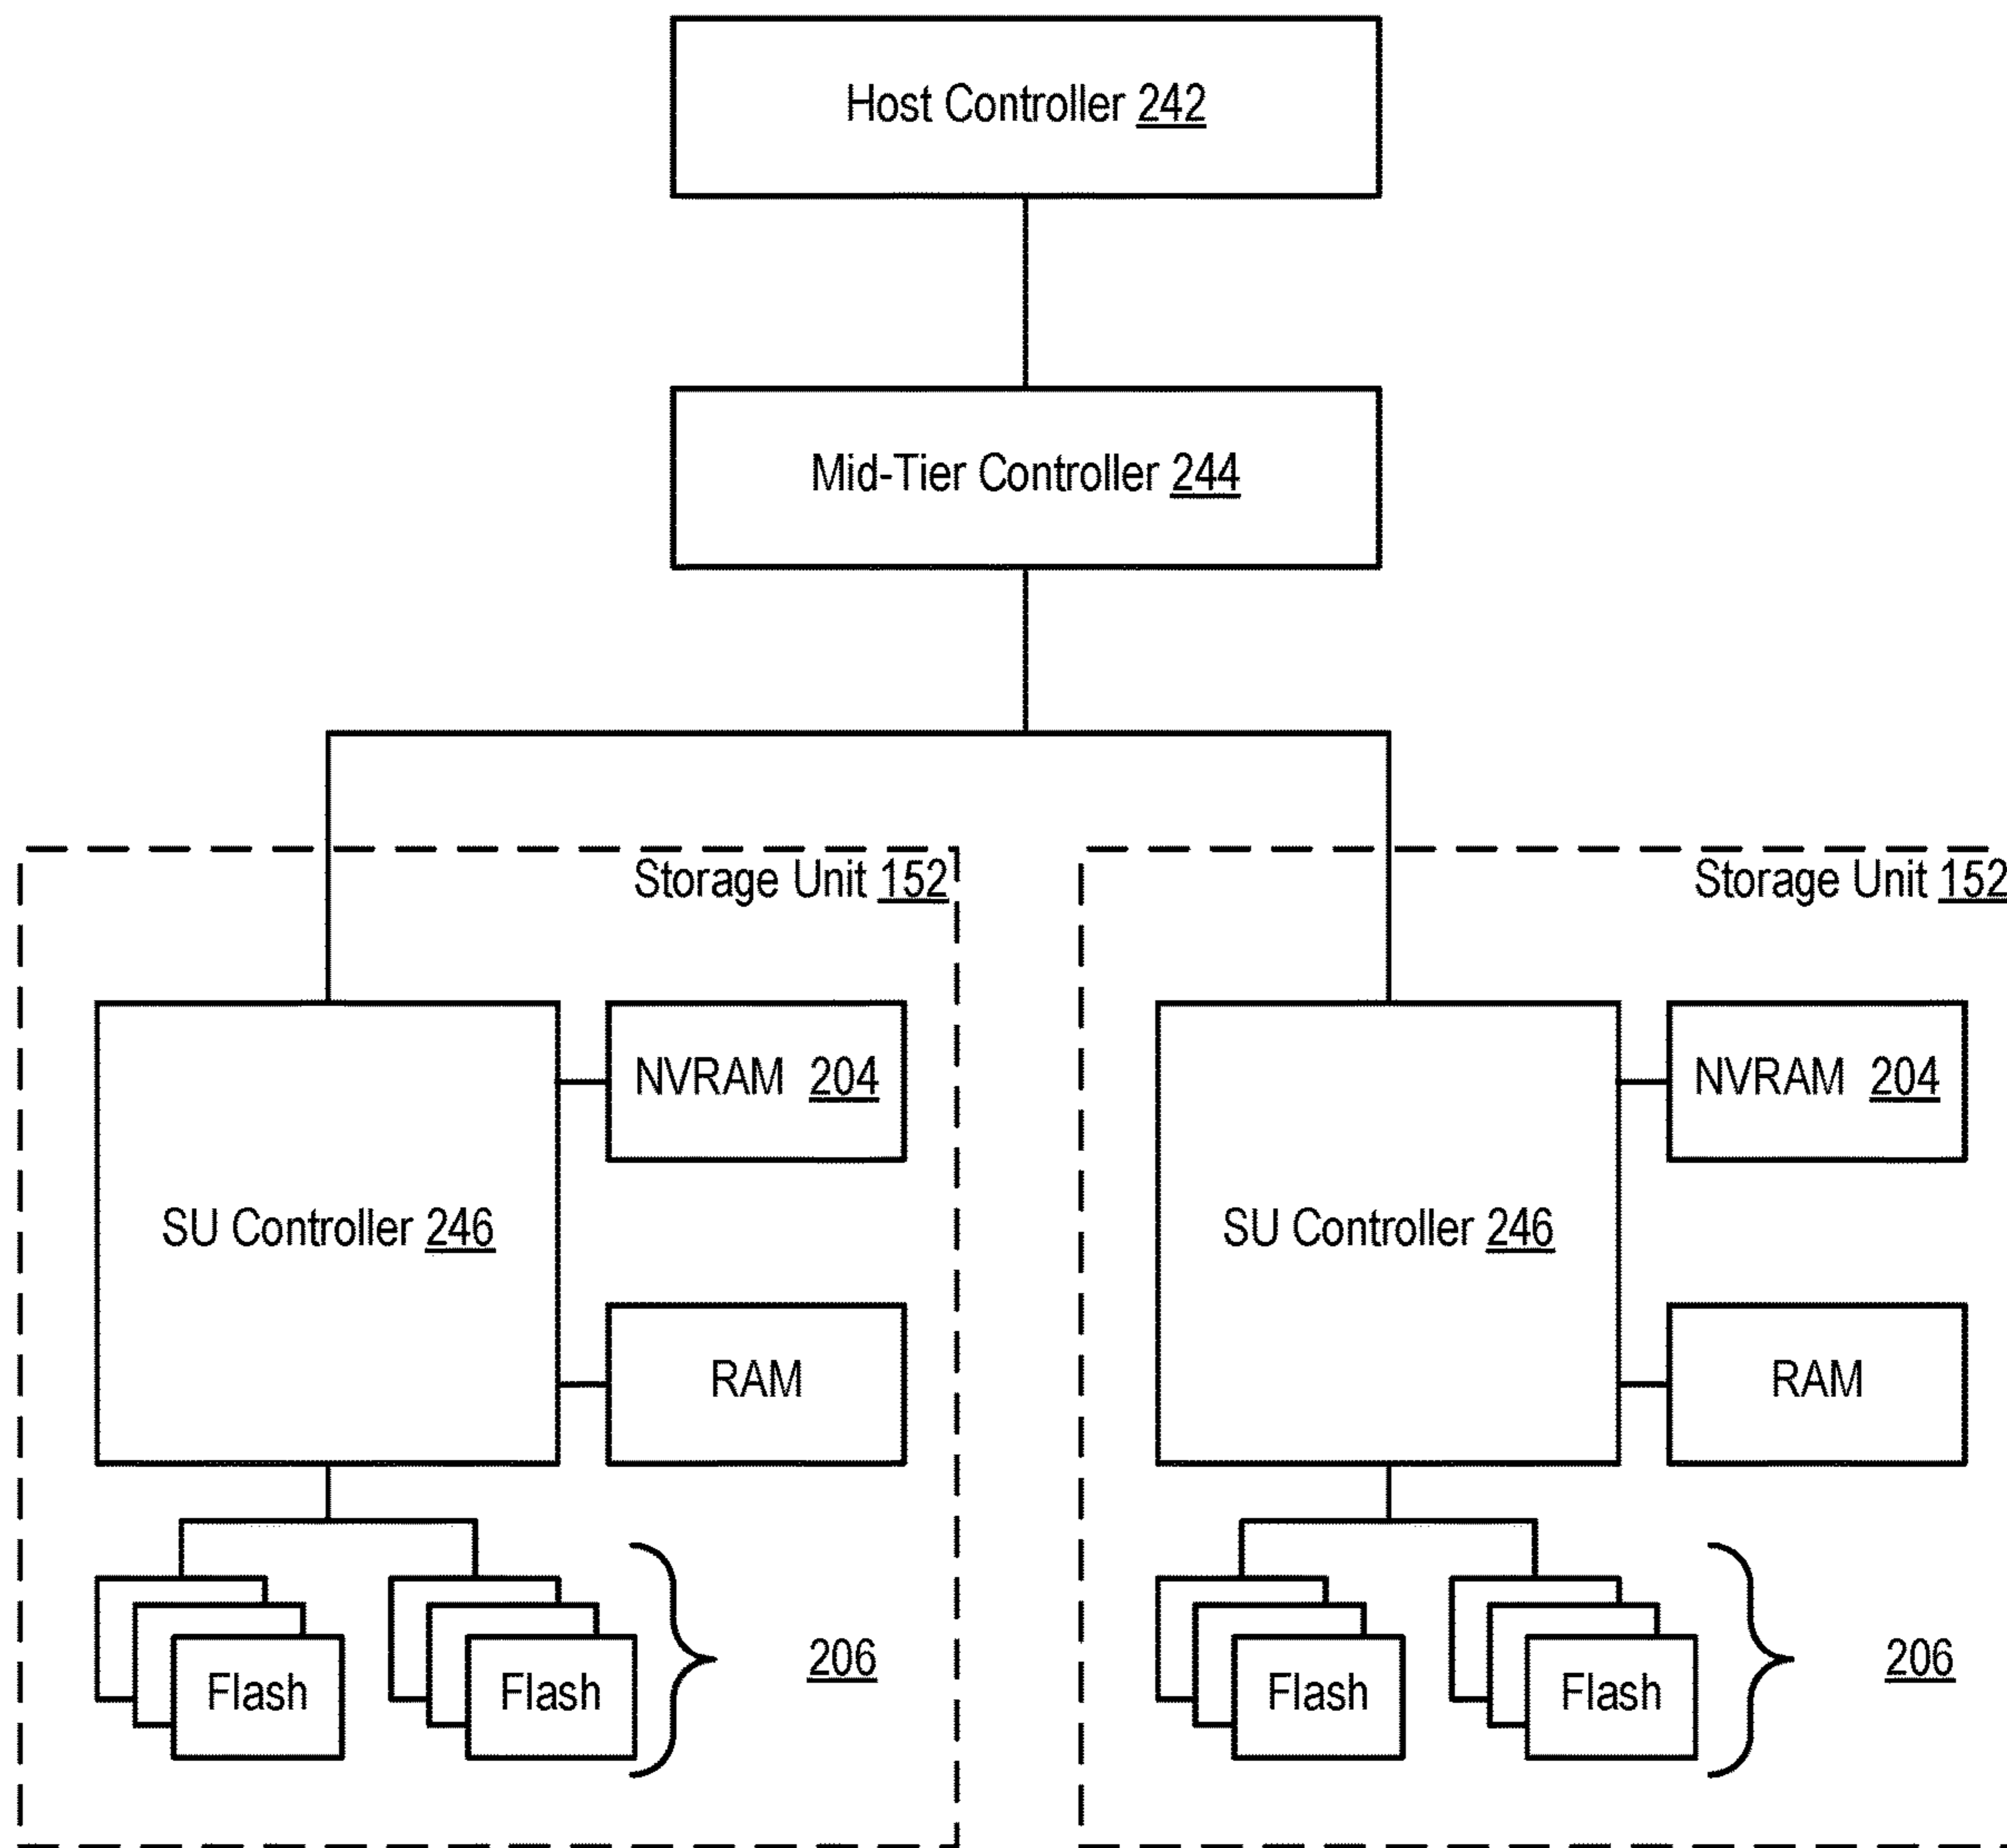 Host Controller 242
Mid-Tier Controller 244
Storage Unit 152
Storage Unit 152
NVRAM 204
NVRAM 204
SU Controller 246
SU Controller 246
RAM
RAM
206
206
Flash
Flash
Flash
Flash